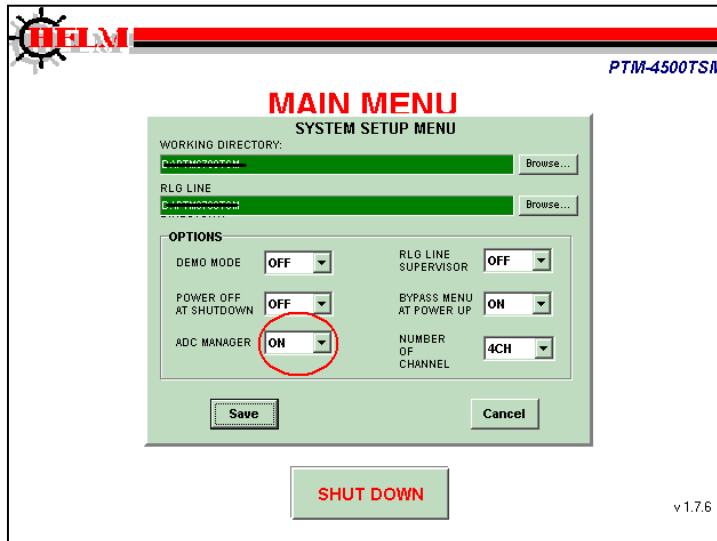 HELM
PTM-4500TSM
MAIN MENU
SYSTEM SETUP MENU
WORKING DIRECTORY:
Browse...
RLG LINE
Browse...
OPTIONS
DEMO MODE OFF
RLG LINE SUPERVISOR OFF
POWER OFF AT SHUTDOWN OFF
BYPASS MENU AT POWER UP ON
ADC MANAGER ON
NUMBER OF CHANNEL 4CH
Save Cancel
SHUT DOWN
v 1.7.6